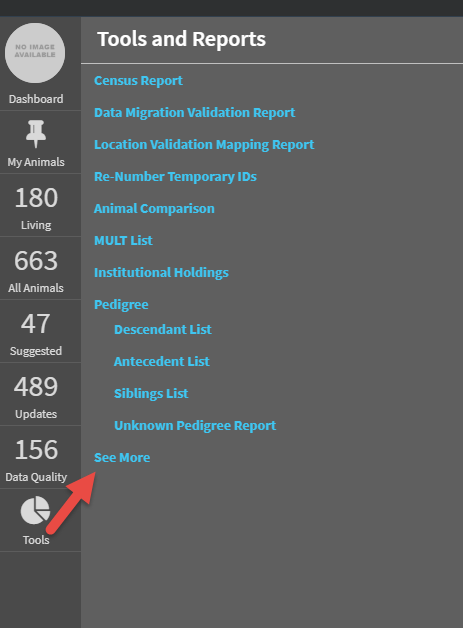 NO IMAGE
AVAILABLE
Dashboard
My Animals
180
Living
663
All Animals
47
Suggested
489
Updates
156
Data Quality
Tools
Tools and Reports
Census Report
Data Migration Validation Report
Location Validation Mapping Report
Re-Number Temporary IDs
Animal Comparison
MULT List
Institutional Holdings
Pedigree
Descendant List
Antecedent List
Siblings List
Unknown Pedigree Report
See More